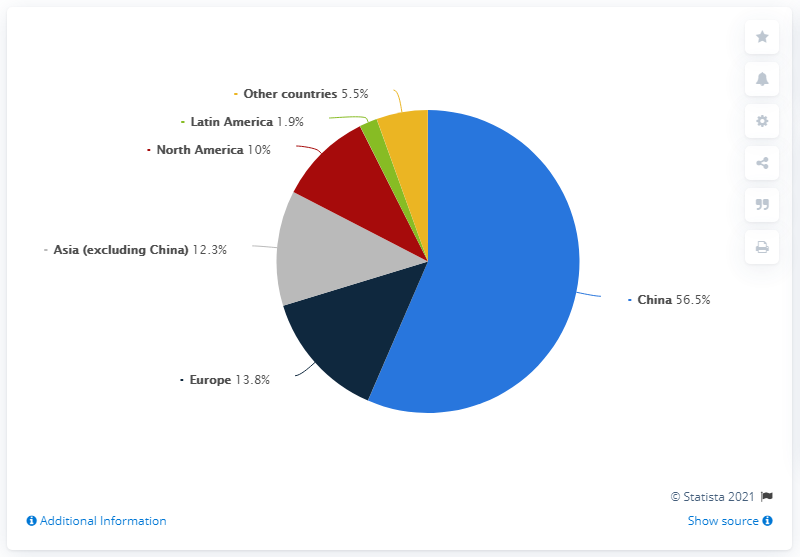 Other countries 5.5%
Latin America 1.9%
North America 10%
Asia (excluding China) 12.3%
China 56.5%
Europe 13.8%
© Statista 2021
Additional Information
Show source